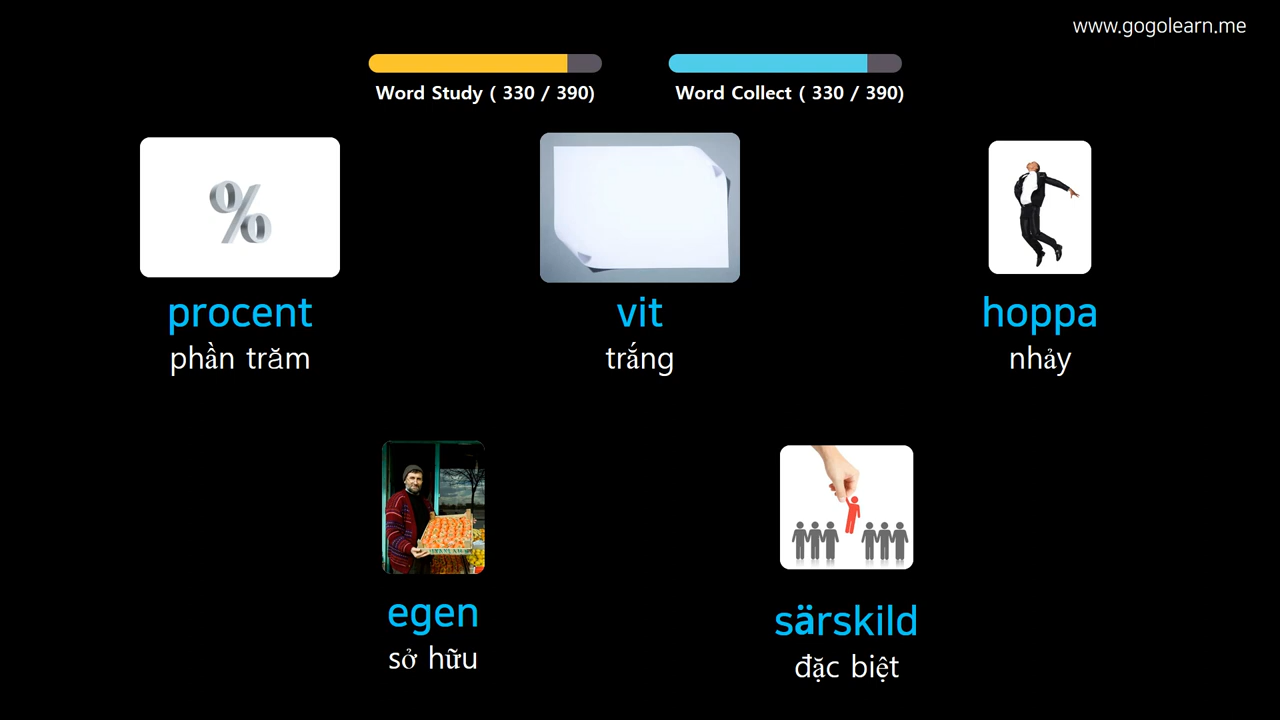 www.gogolearn.me
Word Study ( 330 / 390)
Word Collect ( 330 / 390)
%
procent
phần trăm
vit
trắng
hoppa
nhảy
egen
sở hữu
särskild
đặc biệt